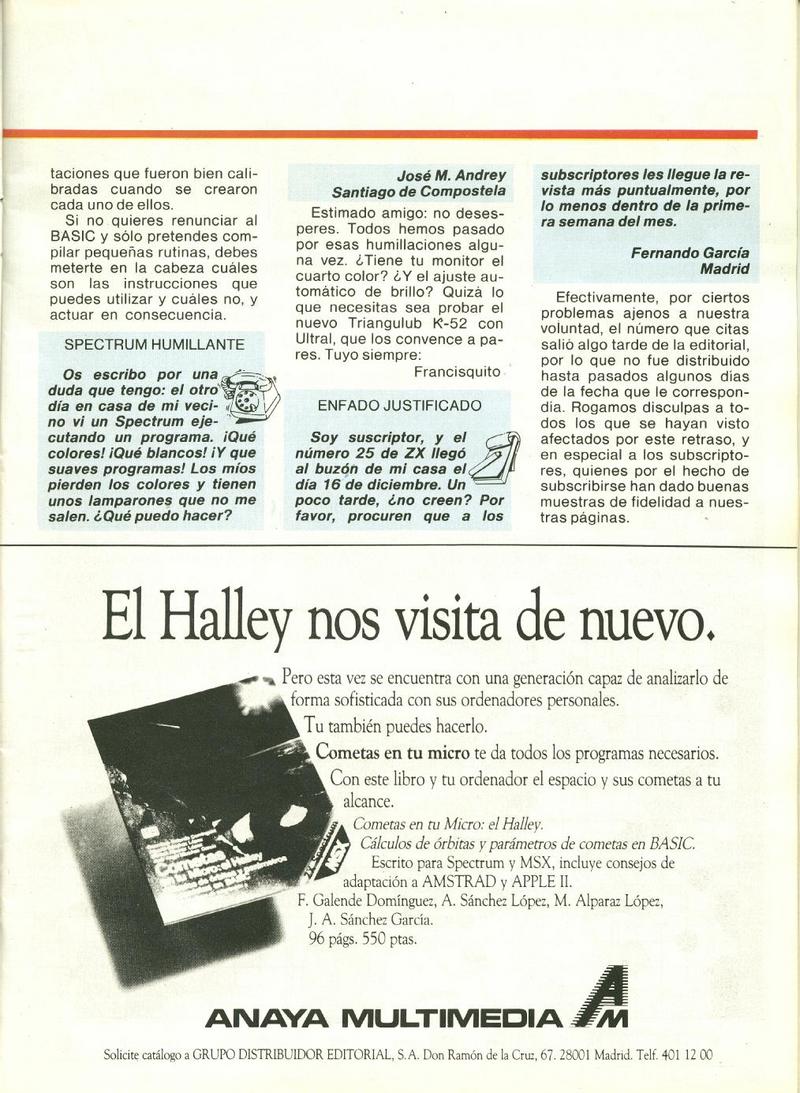 taciones que fueron bien cali-
bradas cuando se crearon
cada uno de ellos.
Si no quieres renunciar al
BASIC y sólo pretendes com-
pilar pequeñas rutinas, debes
meterte en la cabeza cuáles
son las instrucciones que
puedes utilizar y cuáles no, y
actuar en consecuencia.
SPECTRUM HUMILLANTE
Os escribo por una
duda que tengo: el otro
día en casa de mi veci-
no vi un Spectrum eje-
cutando un programa. ¡Qué
colores! ¡Qué blancos! ¡Y que
suaves programas! Los míos
pierden los colores y tienen
unos lamparones que no me
salen. ¿Qué puedo hacer?
José M. Andrey
Santiago de Compostela
Estimado amigo: no deses-
peres. Todos hemos pasado
por esas humillaciones algu-
na vez. ¿Tiene tu monitor el
cuarto color? ¿Y el ajuste au-
tomático de brillo? Quizá lo
que necesitas sea probar el
nuevo Triangulub K-52 con
Ultral, que los convence a pa-
res. Tuyo siempre:
Francisquito
ENFADO JUSTIFICADO
Soy suscriptor, y el
número 25 de ZX llegó
al buzón de mi casa el
día 16 de diciembre. Un
poco tarde, ¿no creen? Por
favor, procuren que a los
subscriptores les llegue la re-
vista más puntualmente, por
lo menos dentro de la prime-
ra semana del mes.
Fernando García
Madrid
Efectivamente, por ciertos
problemas ajenos a nuestra
voluntad, el número que citas
salió algo tarde de la editorial,
por lo que no fue distribuido
hasta pasados algunos días
de la fecha que le correspon-
día. Rogamos disculpas a to-
dos los que se hayan visto
afectados por este retraso, y
en especial a los subscripto-
res, quienes por el hecho de
subscribirse han dado buenas
muestras de fidelidad a nues-
tras páginas.
El Halley nos visita de nuevo.
Pero esta vez se encuentra con una generación capaz de analizarlo de
forma sofisticada con sus ordenadores personales.
Tu también puedes hacerlo.
Cometas en tu micro te da todos los programas necesarios.
Con este libro y tu ordenador el espacio y sus cometas a tu
alcance.
Cometas en tu Micro: el Halley.
Cálculos de órbitas y parámetros de cometas en BASIC.
Escrito para Spectrum y MSX, incluye consejos de
adaptación a AMSTRAD y APPLE II.
F. Galende Domínguez, A. Sánchez López, M. Alparaz López,
J. A. Sánchez García.
96 págs. 550 ptas.
Cometas
Spectrum
MSX
ANAYA MULTIMEDIA AM
Solicite catálogo a GRUPO DISTRIBUIDOR EDITORIAL, S.A. Don Ramón de la Cruz, 67. 28001 Madrid. Telf. 401 12 00